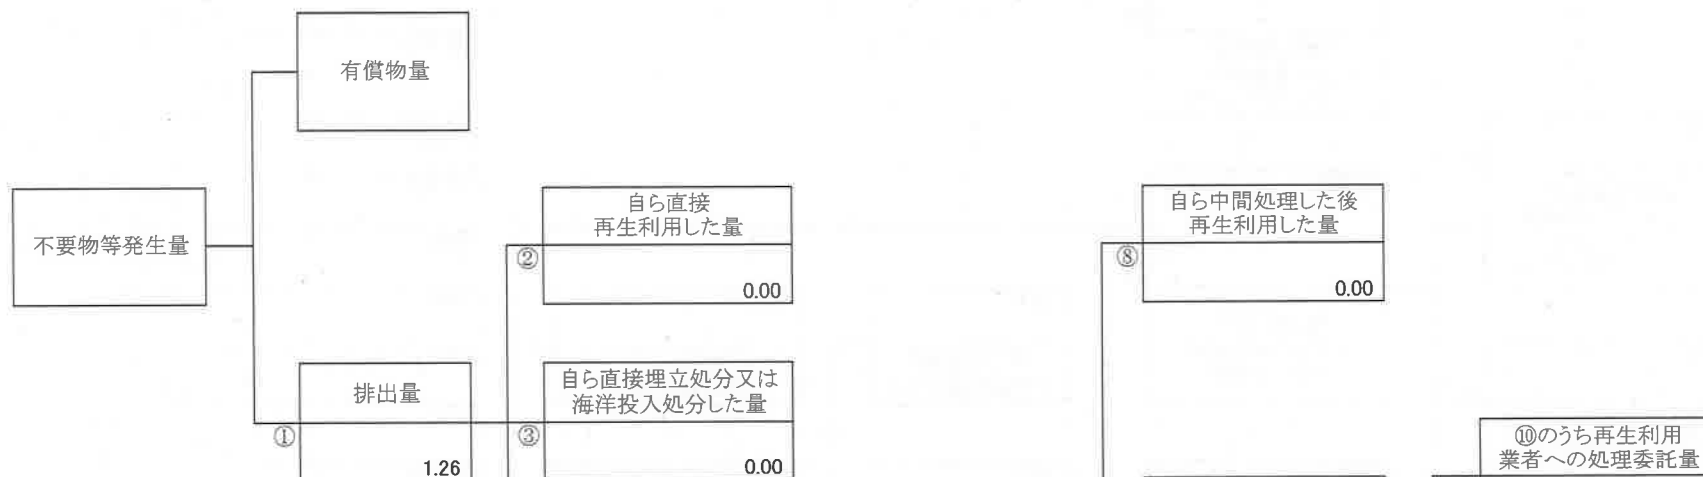 有償物量
不要物等発生量
自ら直接
再生利用した量
②
0.00
自ら中間処理した後
再生利用した量
⑧
0.00
排出量
①
1.26
自ら直接埋立処分又は
海洋投入処分した量
③
0.00
⑩のうち再生利用
業者への処理委託量